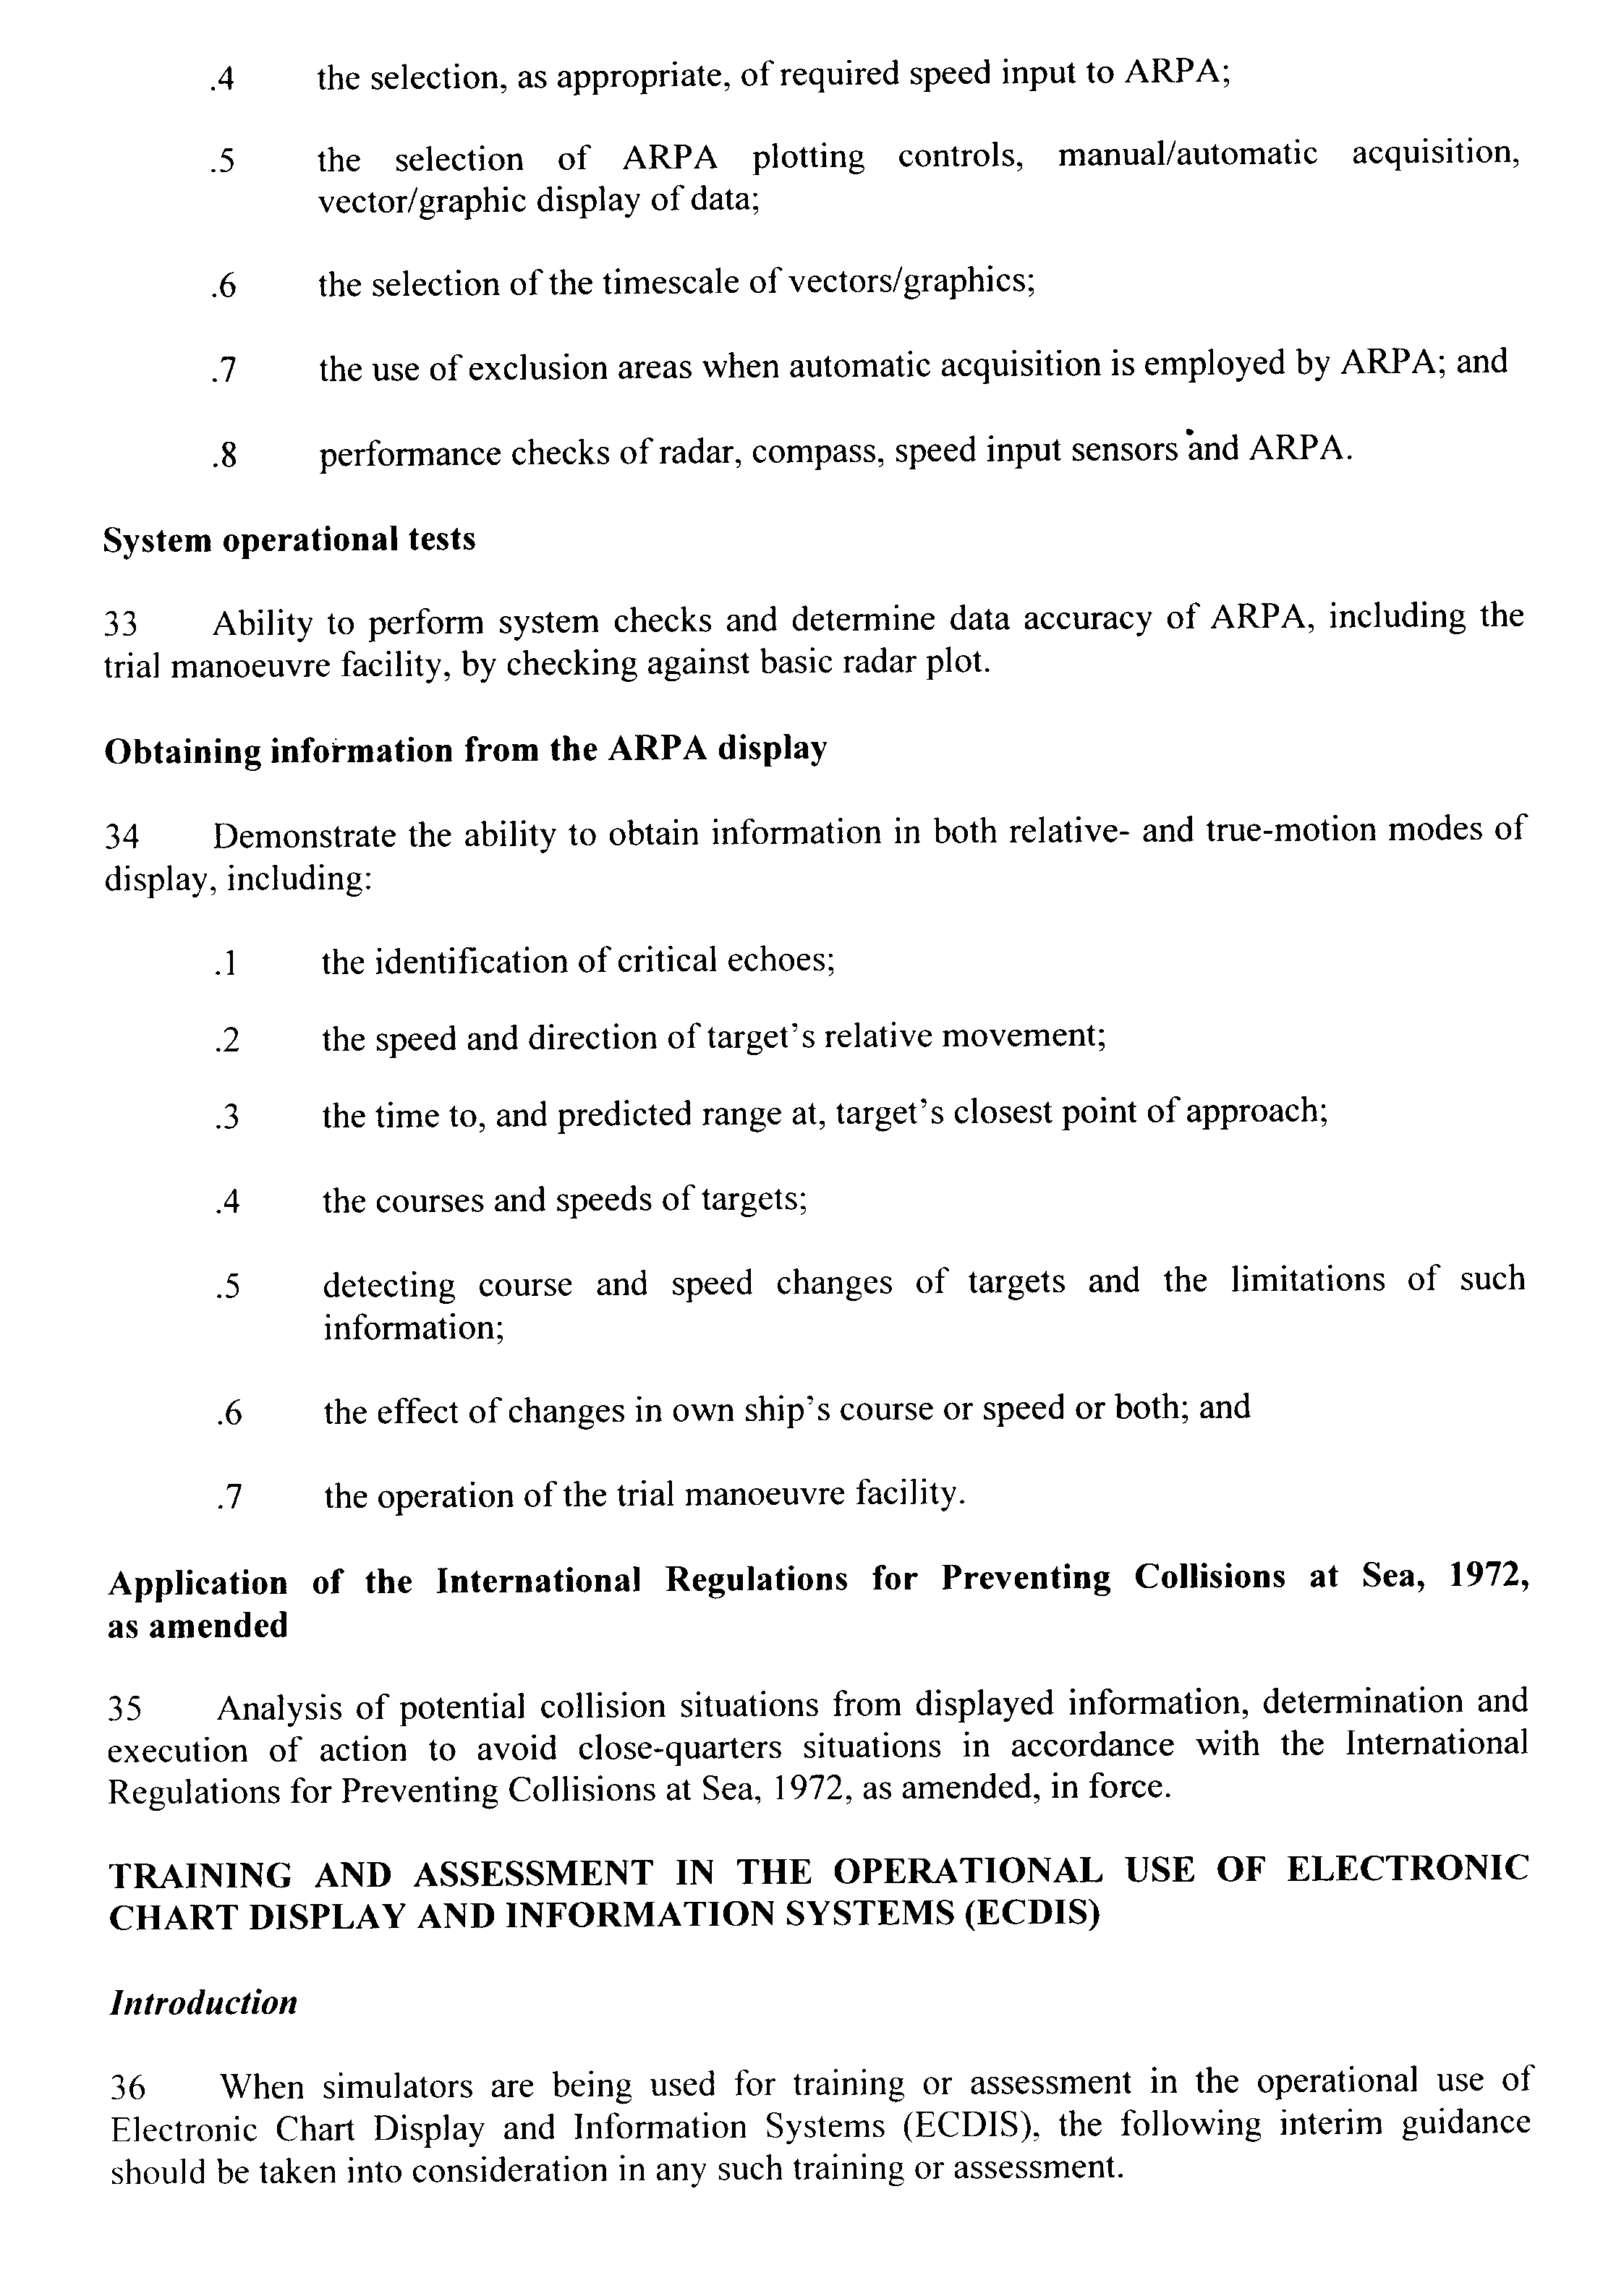 .4 the selection, as appropriate, of required speed input to ARPA;
.5 the selection of ARPA plotting controls, manual/automatic acquisition,
vector/graphic display of data;
.6 the selection of the timescale of vectors/graphics;
.7 the use of exclusion areas when automatic acquisition is employed by ARPA; and
.8 performance checks of radar, compass, speed input sensors and ARPA.
System operational tests
33 Ability to perform system checks and determine data accuracy of ARPA, including the
trial manoeuvre facility, by checking against basic radar plot.
Obtaining information from the ARPA display
34 Demonstrate the ability to obtain information in both relative- and true-motion modes of
display, including:
.1 the identification of critical echoes;
.2 the speed and direction of target's relative movement;
.3 the time to, and predicted range at, target's closest point of approach;
.4 the courses and speeds of targets;
.5 detecting course and speed changes of targets and the limitations of such
information;
.6 the effect of changes in own ship's course or speed or both; and
.7 the operation of the trial manoeuvre facility.
Application of the International Regulations for Preventing Collisions at Sea, 1972,
as amended
35 Analysis of potential collision situations from displayed information, determination and
execution of action to avoid close-quarters situations in accordance with the International
Regulations for Preventing Collisions at Sea, 1972, as amended, in force.
TRAINING AND ASSESSMENT IN THE OPERATIONAL USE OF ELECTRONIC
CHART DISPLAY AND INFORMATION SYSTEMS (ECDIS)
Introduction
36 When simulators are being used for training or assessment in the operational use of
Electronic Chart Display and Information Systems (ECDIS), the following interim guidance
should be taken into consideration in any such training or assessment.